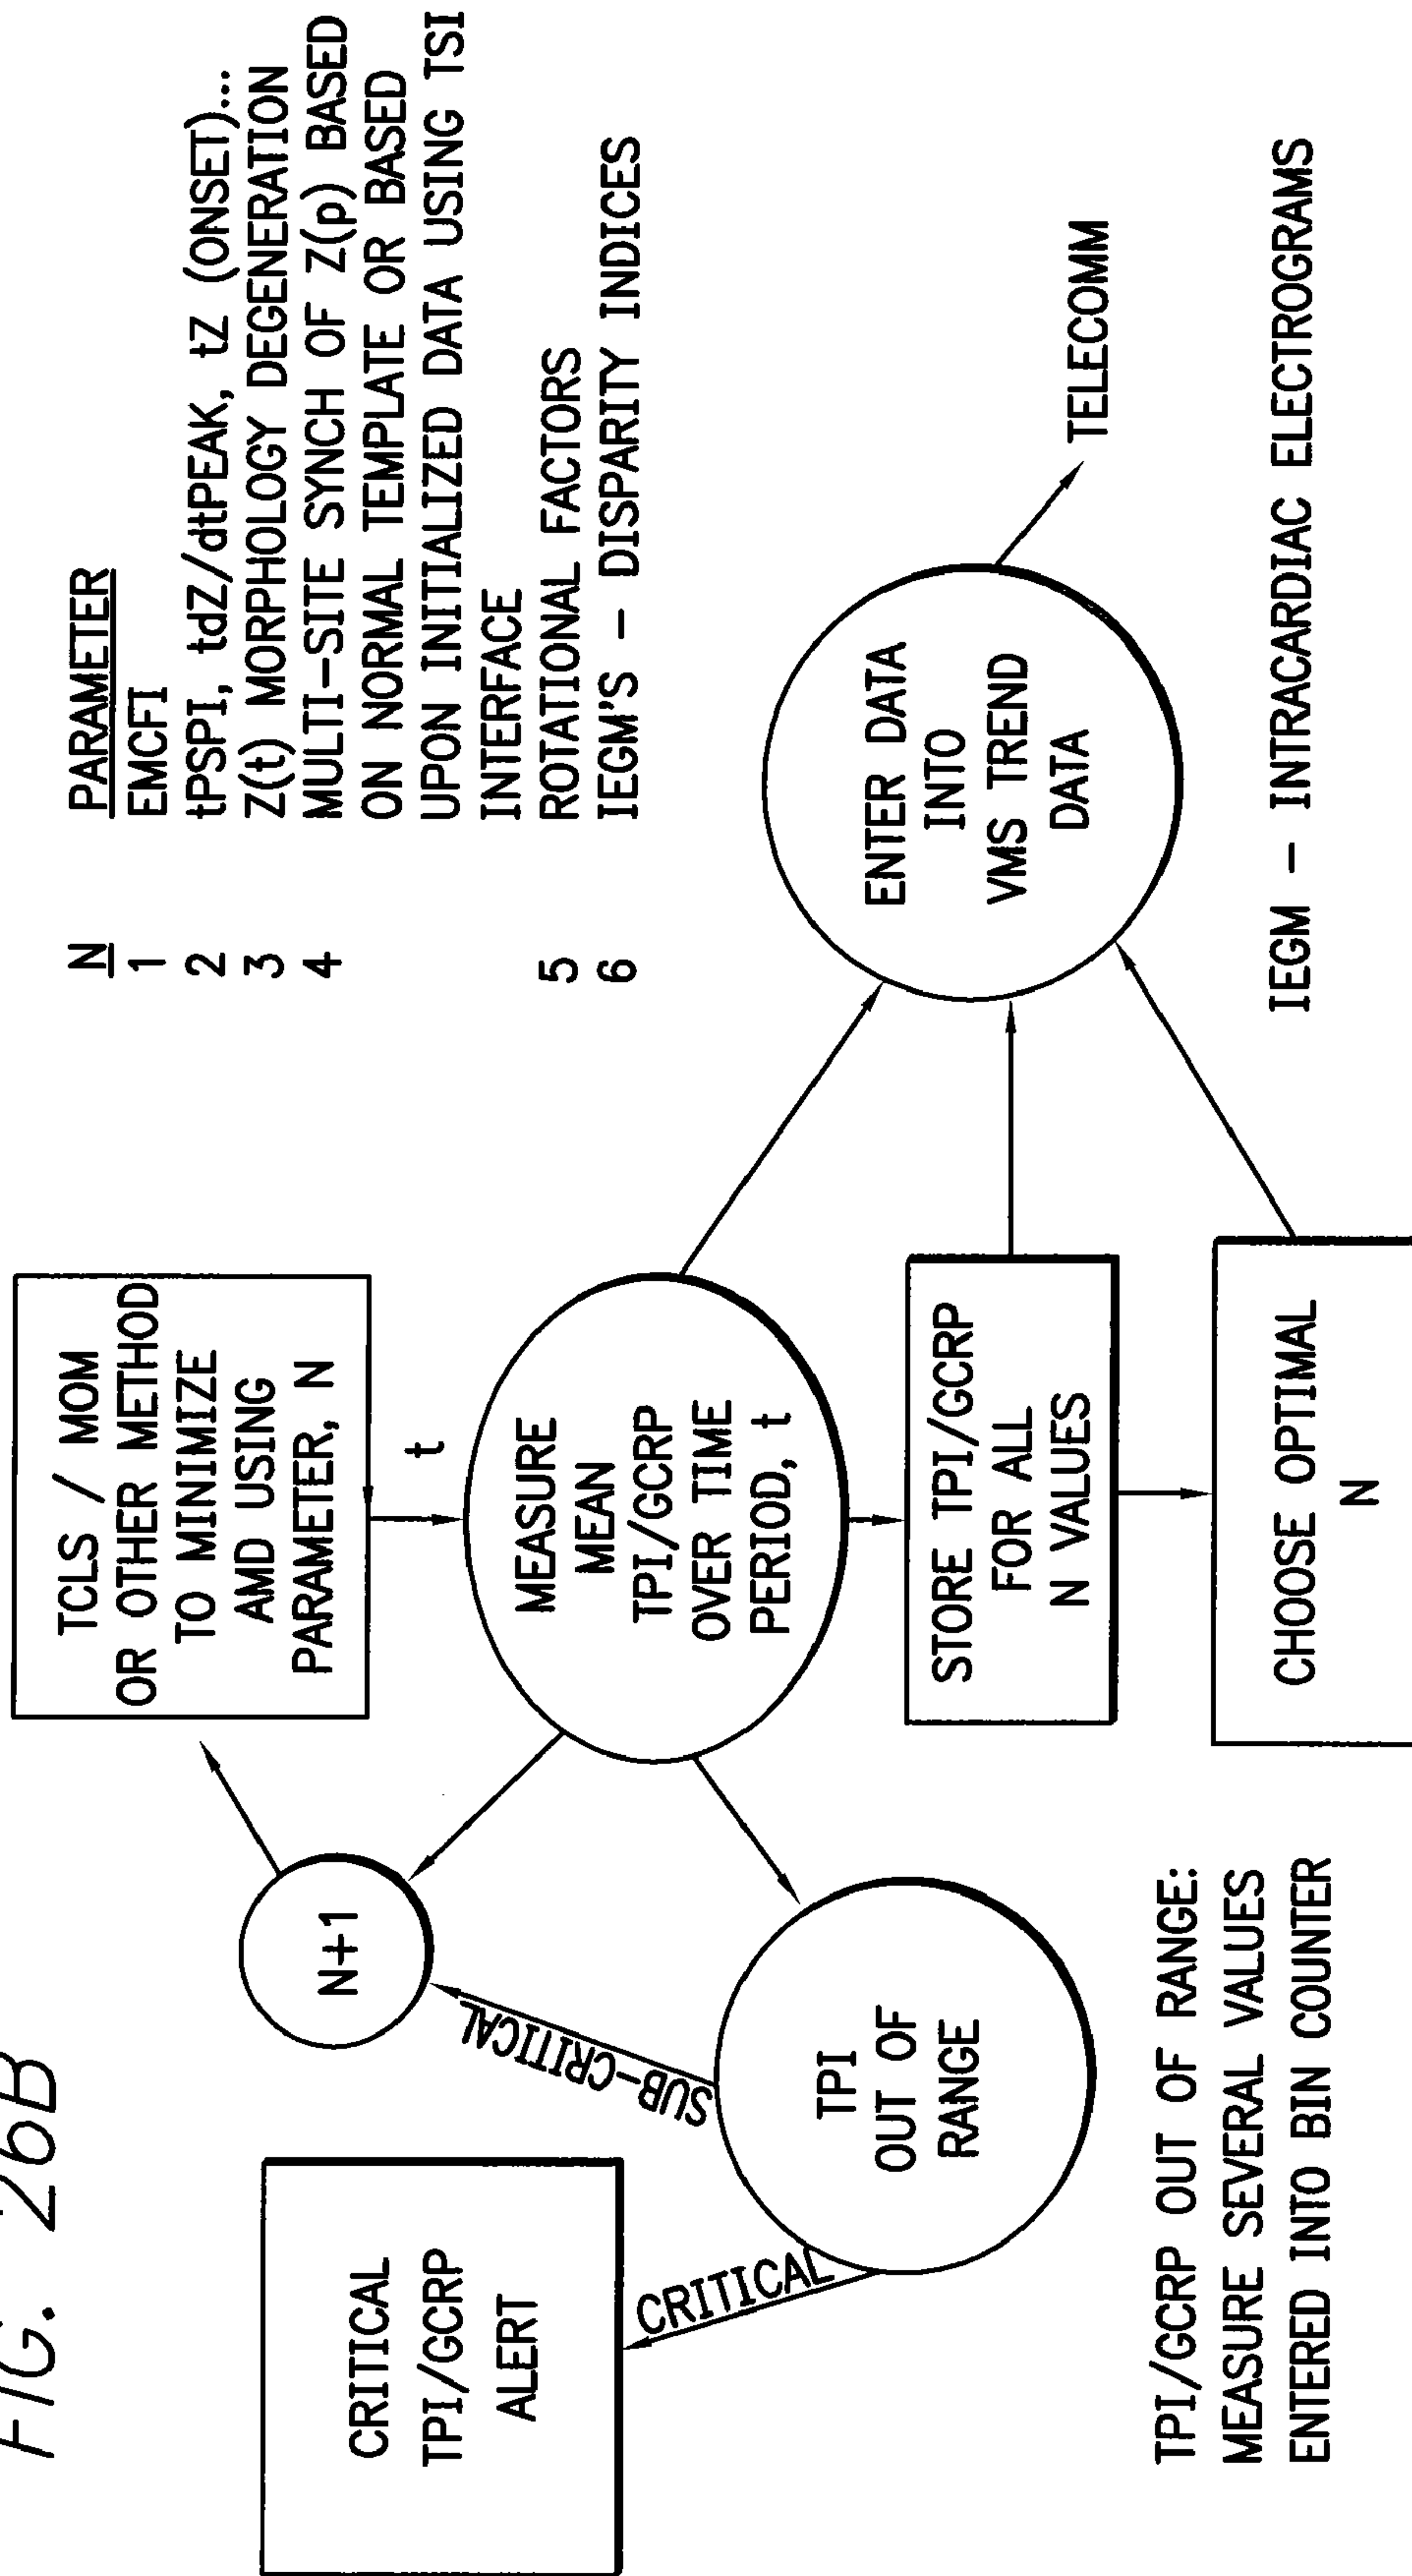 FIG. 26B
TCLS / MOM
OR OTHER METHOD
TO MINIMIZE
AMD USING
PARAMETER, N
N PARAMETER
1 EMCFI
2 tPSPI, tdZ/dtPEAK, tZ (ONSET)...
3 Z(t) MORPHOLOGY DEGENERATION
4 MULTI-SITE SYNCH OF Z(p) BASED
ON NORMAL TEMPLATE OR BASED
UPON INITIALIZED DATA USING TSI
INTERFACE
5 ROTATIONAL FACTORS
6 IEGM'S - DISPARITY INDICES
N+1
t
CRITICAL
TPI/GCRP
ALERT
SUB-CRITICAL
CRITICAL
MEASURE
MEAN
TPI/GCRP
OVER TIME
PERIOD, t
TPI
OUT OF
RANGE
ENTER DATA
INTO
VMS TREND
DATA
TELECOMM
STORE TPI/GCRP
FOR ALL
N VALUES
CHOOSE OPTIMAL
N
TPI/GCRP OUT OF RANGE:
MEASURE SEVERAL VALUES
ENTERED INTO BIN COUNTER
IEGM - INTRACARDIAC ELECTROGRAMS